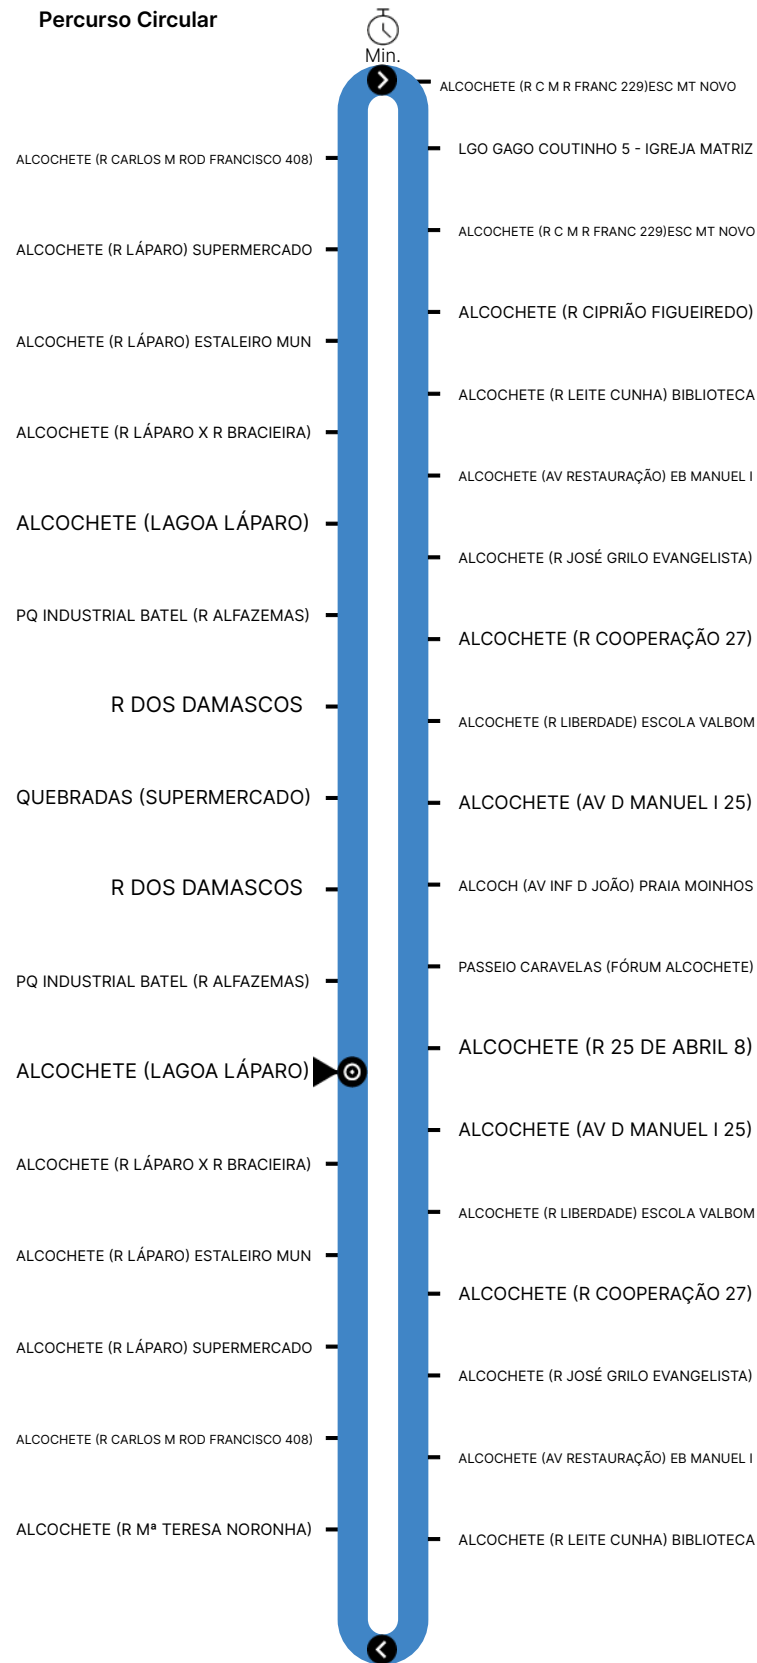 Percurso Circular
Min.
ALCOCHETE (R C M R FRANC 229)ESC MT NOVO
LGO GAGO COUTINHO 5 - IGREJA MATRIZ
ALCOCHETE (R C M R FRANC 229)ESC MT NOVO
ALCOCHETE (R CIPRIÃO FIGUEIREDO)
ALCOCHETE (R LEITE CUNHA) BIBLIOTECA
ALCOCHETE (AV RESTAURAÇÃO) EB MANUEL I
ALCOCHETE (R JOSÉ GRILO EVANGELISTA)
ALCOCHETE (R COOPERAÇÃO 27)
ALCOCHETE (R LIBERDADE) ESCOLA VALBOM
ALCOCHETE (AV D MANUEL I 25)
ALCOCH (AV INF D JOÃO) PRAIA MOINHOS
PASSEIO CARAVELAS (FÓRUM ALCOCHETE)
ALCOCHETE (R 25 DE ABRIL 8)
ALCOCHETE (AV D MANUEL I 25)
ALCOCHETE (R LIBERDADE) ESCOLA VALBOM
ALCOCHETE (R COOPERAÇÃO 27)
ALCOCHETE (R JOSÉ GRILO EVANGELISTA)
ALCOCHETE (AV RESTAURAÇÃO) EB MANUEL I
ALCOCHETE (R LEITE CUNHA) BIBLIOTECA
ALCOCHETE (R CARLOS M ROD FRANCISCO 408)
ALCOCHETE (R LÁPARO) SUPERMERCADO
ALCOCHETE (R LÁPARO) ESTALEIRO MUN
ALCOCHETE (R LÁPARO X R BRACIEIRA)
ALCOCHETE (LAGOA LÁPARO)
PQ INDUSTRIAL BATEL (R ALFAZEMAS)
R DOS DAMASCOS
QUEBRADAS (SUPERMERCADO)
R DOS DAMASCOS
PQ INDUSTRIAL BATEL (R ALFAZEMAS)
ALCOCHETE (LAGOA LÁPARO)
ALCOCHETE (R LÁPARO X R BRACIEIRA)
ALCOCHETE (R LÁPARO) ESTALEIRO MUN
ALCOCHETE (R LÁPARO) SUPERMERCADO
ALCOCHETE (R CARLOS M ROD FRANCISCO 408)
ALCOCHETE (R Mª TERESA NORONHA)